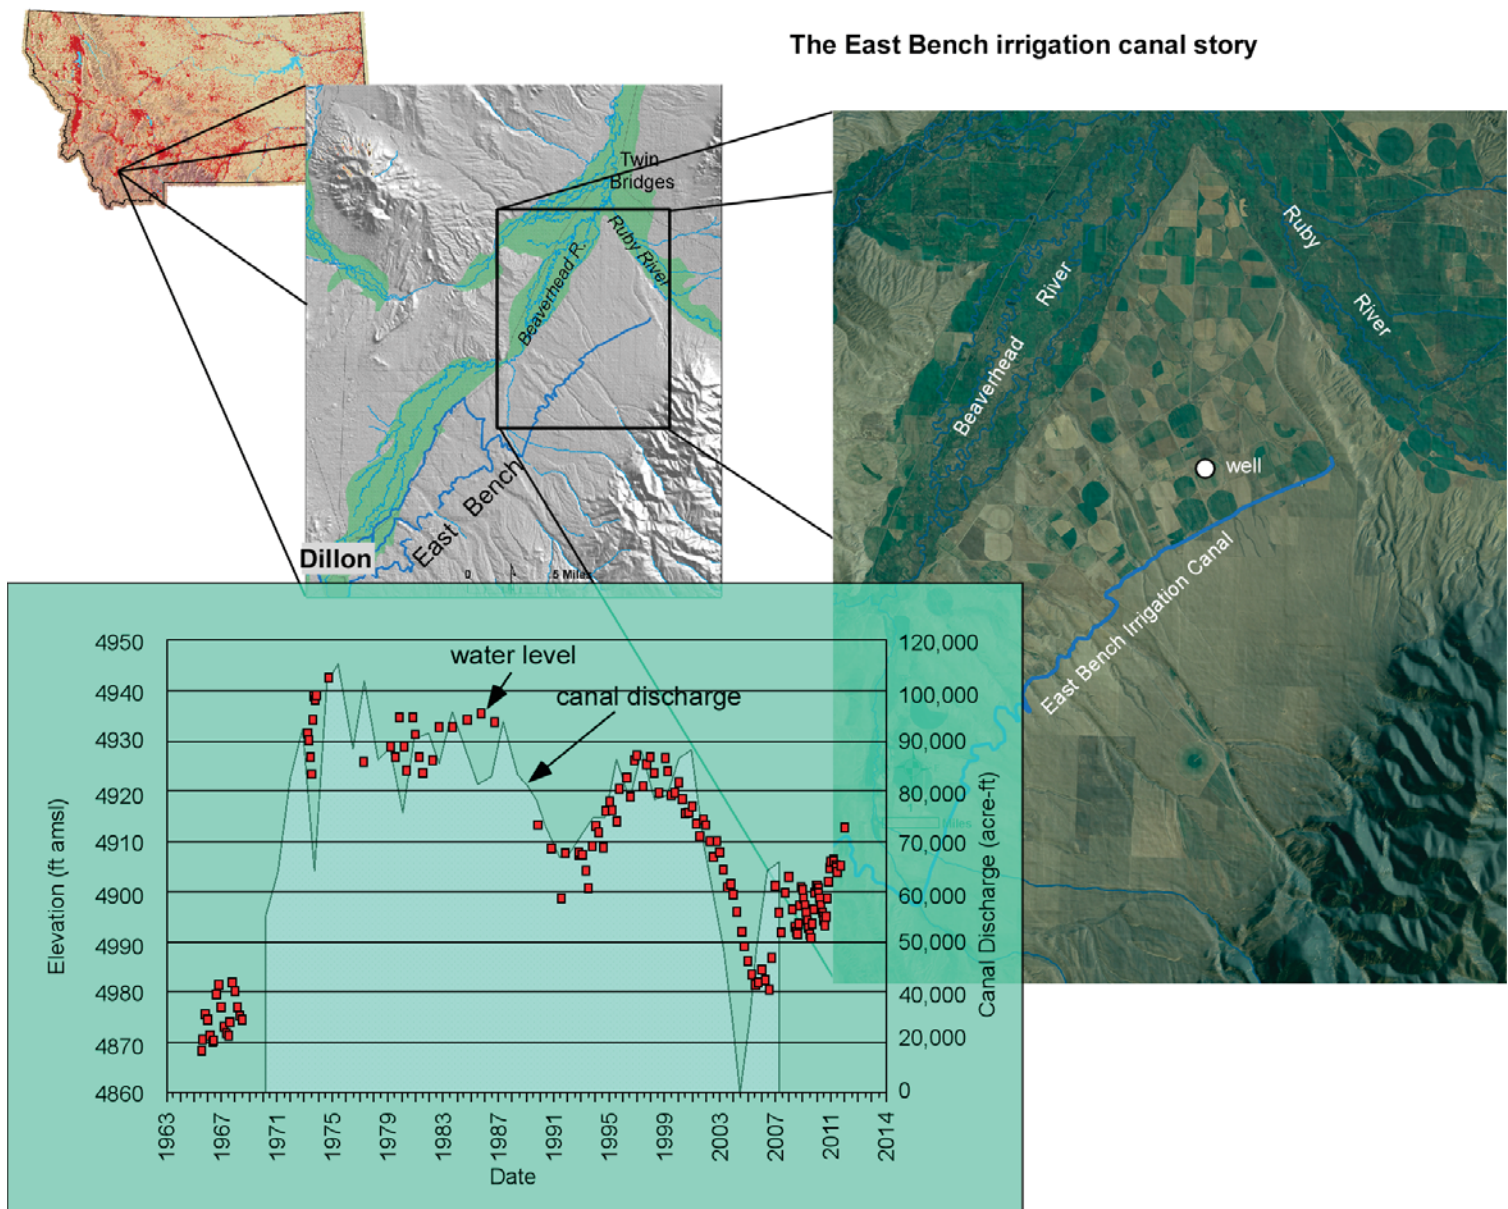 The East Bench irrigation canal story
Twin
Bridges
Ruby River
Beaverhead R.
East Bench
Dillon
0
5 Miles
Ruby
River
River
Beaverhead
well
East Bench Irrigation Canal
water level
canal discharge
Elevation (ft amsl)
4950
4940
4930
4920
4910
4900
4990
4980
4870
4860
120,000
100,000
90,000
80,000
70,000
60,000
50,000
40,000
20,000
0
Canal Discharge (acre-ft)
Miles
1963
1967
1971
1975
1979
1983
1987
1991
1995
1999
2003
2007
2011
2014
Date